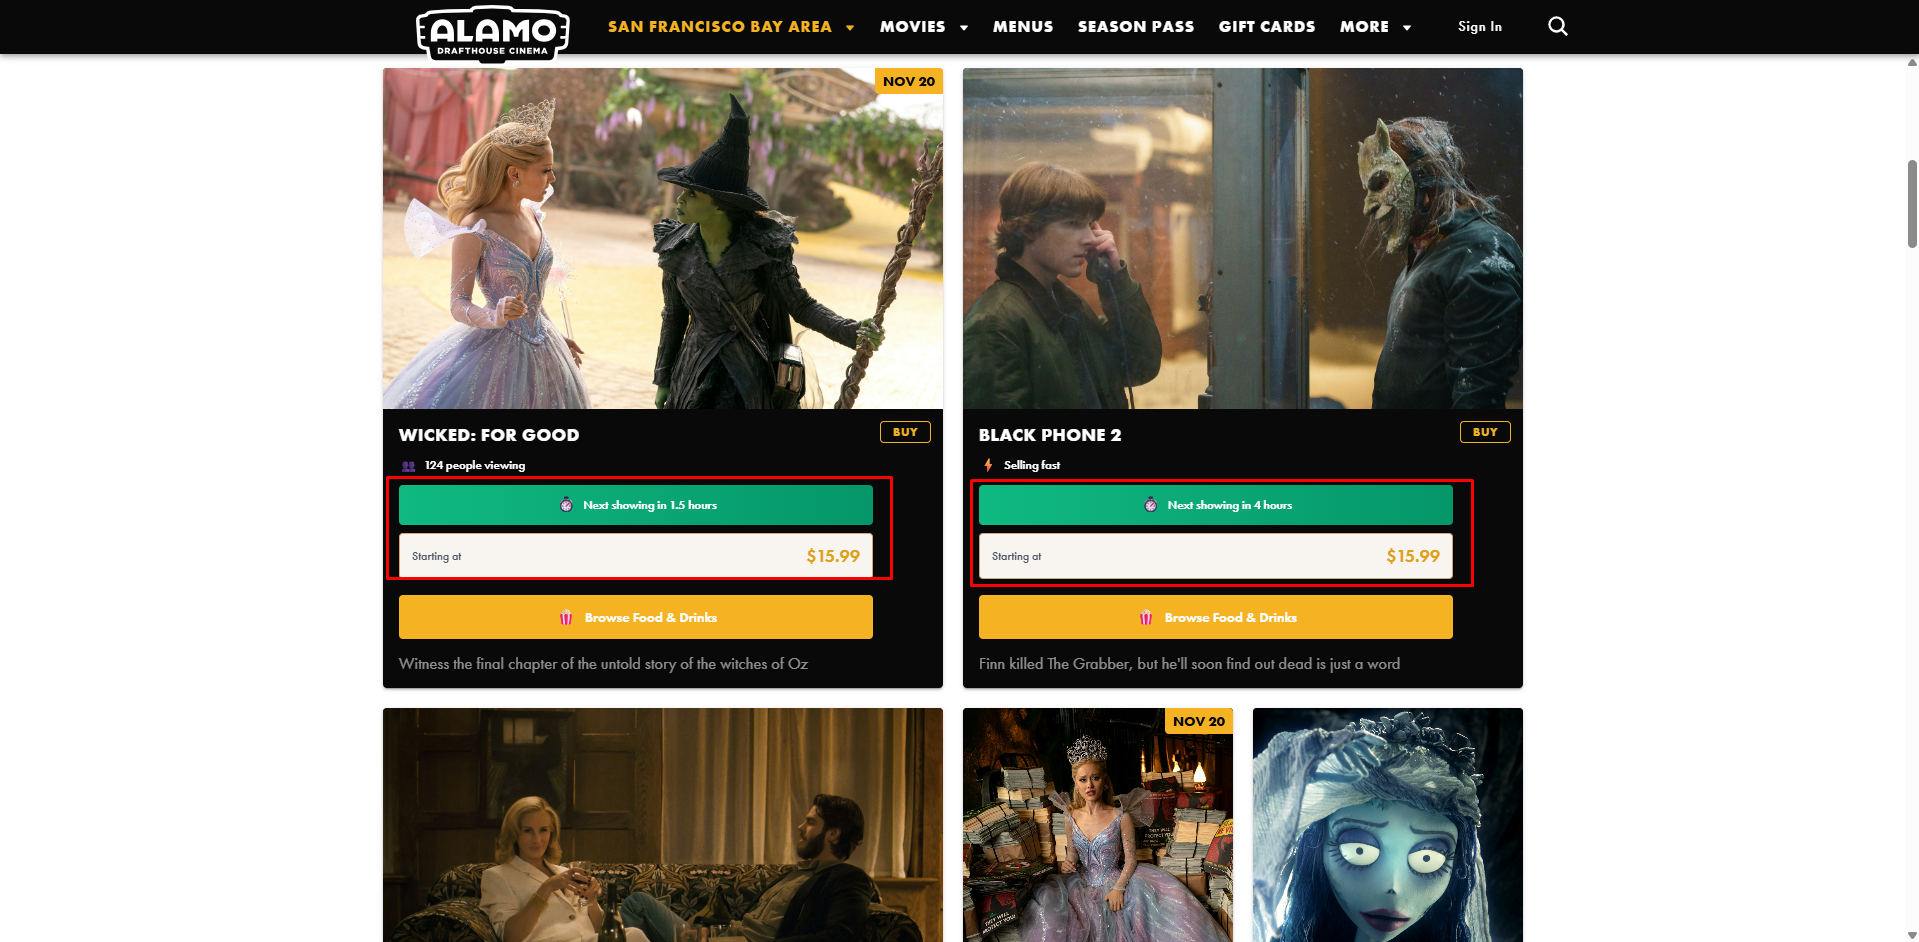 ALAMO
DRAFTHOUSE CINEMA
SAN FRANCISCO BAY AREA
MOVIES
MENUS
SEASON PASS
GIFT CARDS
MORE
Sign In
NOV 20
WICKED: FOR GOOD
BUY
124 people viewing
Next showing in 1.5 hours
Starting at
$15.99
Browse Food & Drinks
Witness the final chapter of the untold story of the witches of Oz
BLACK PHONE 2
BUY
Selling fast
Next showing in 4 hours
Starting at
$15.99
Browse Food & Drinks
Finn killed The Grabber, but he'll soon find out dead is just a word
NOV 20
THEY WILL
PROTECT YOU!